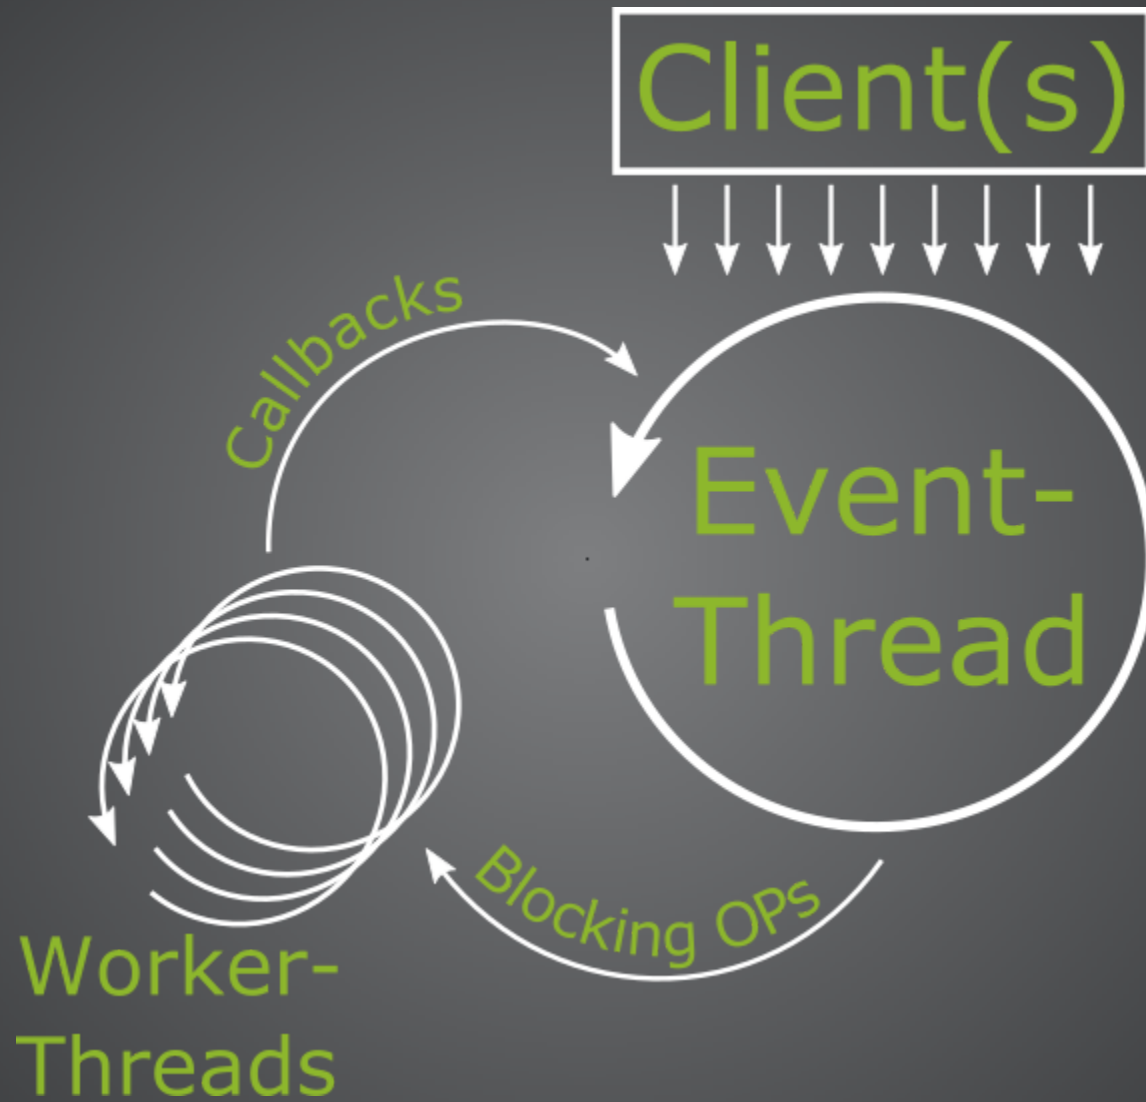 Client(s)
Callbacks
Event-
Thread
Blocking OPs
Worker-
Threads